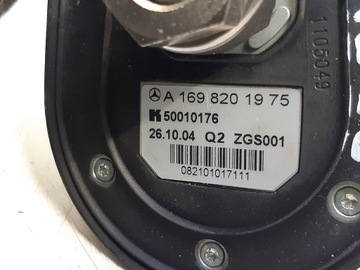 1105049
A 169 820 19 75
K 50010176
26.10.04 Q2 ZGS001
082101017111